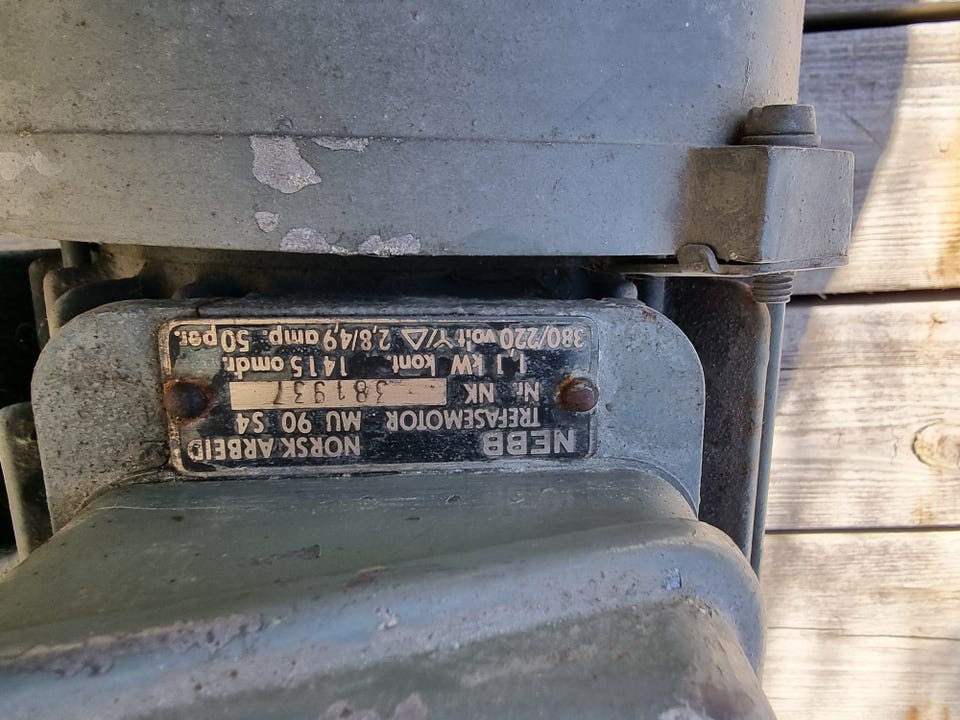 NEBB NORSK ARBEID
TREFASEMOTOR MU 90 S4
Nr. NK 381937
1,1 kW kont. 1415 omdr.
380/220 volt Y/△ 2,8/4,9 amp. 50 per.